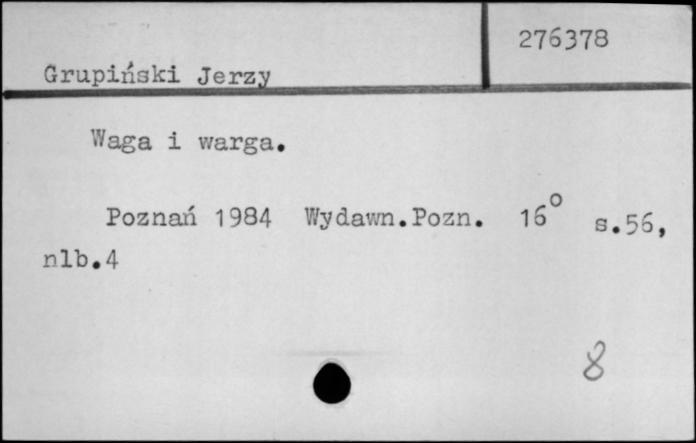 276378
Grupiński Jerzy
Waga i warga.
Poznań 1984 Wydawn.Pozn. 16° s.56,
nlb.4
8